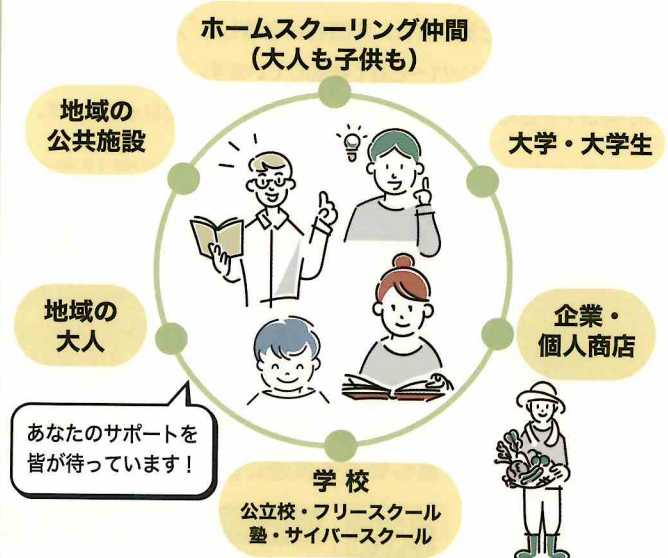 ホームスクーリング仲間
（大人も子供も）
地域の
公共施設
大学・大学生
地域の
大人
企業・
個人商店
あなたのサポートを
皆が待っています！
学校
公立校・フリースクール
塾・サイバースクール